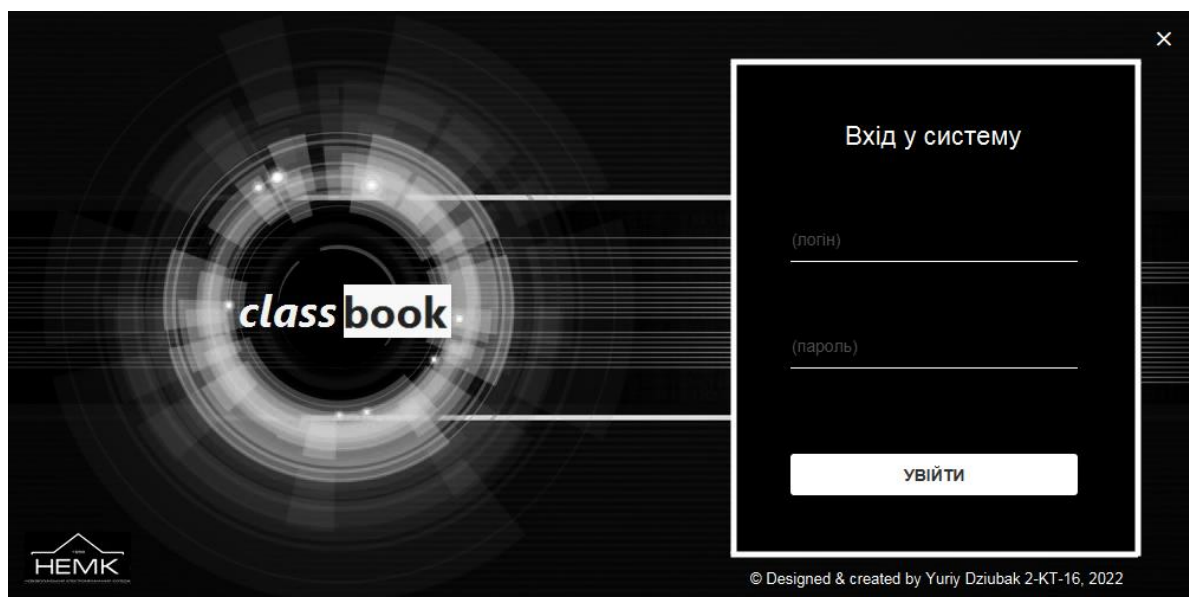 Вхід у систему
(логін)
classbook
(пароль)
УВІЙТИ
НЕМК
© Designed & created by Yuriy Dziubak 2-KT-16, 2022